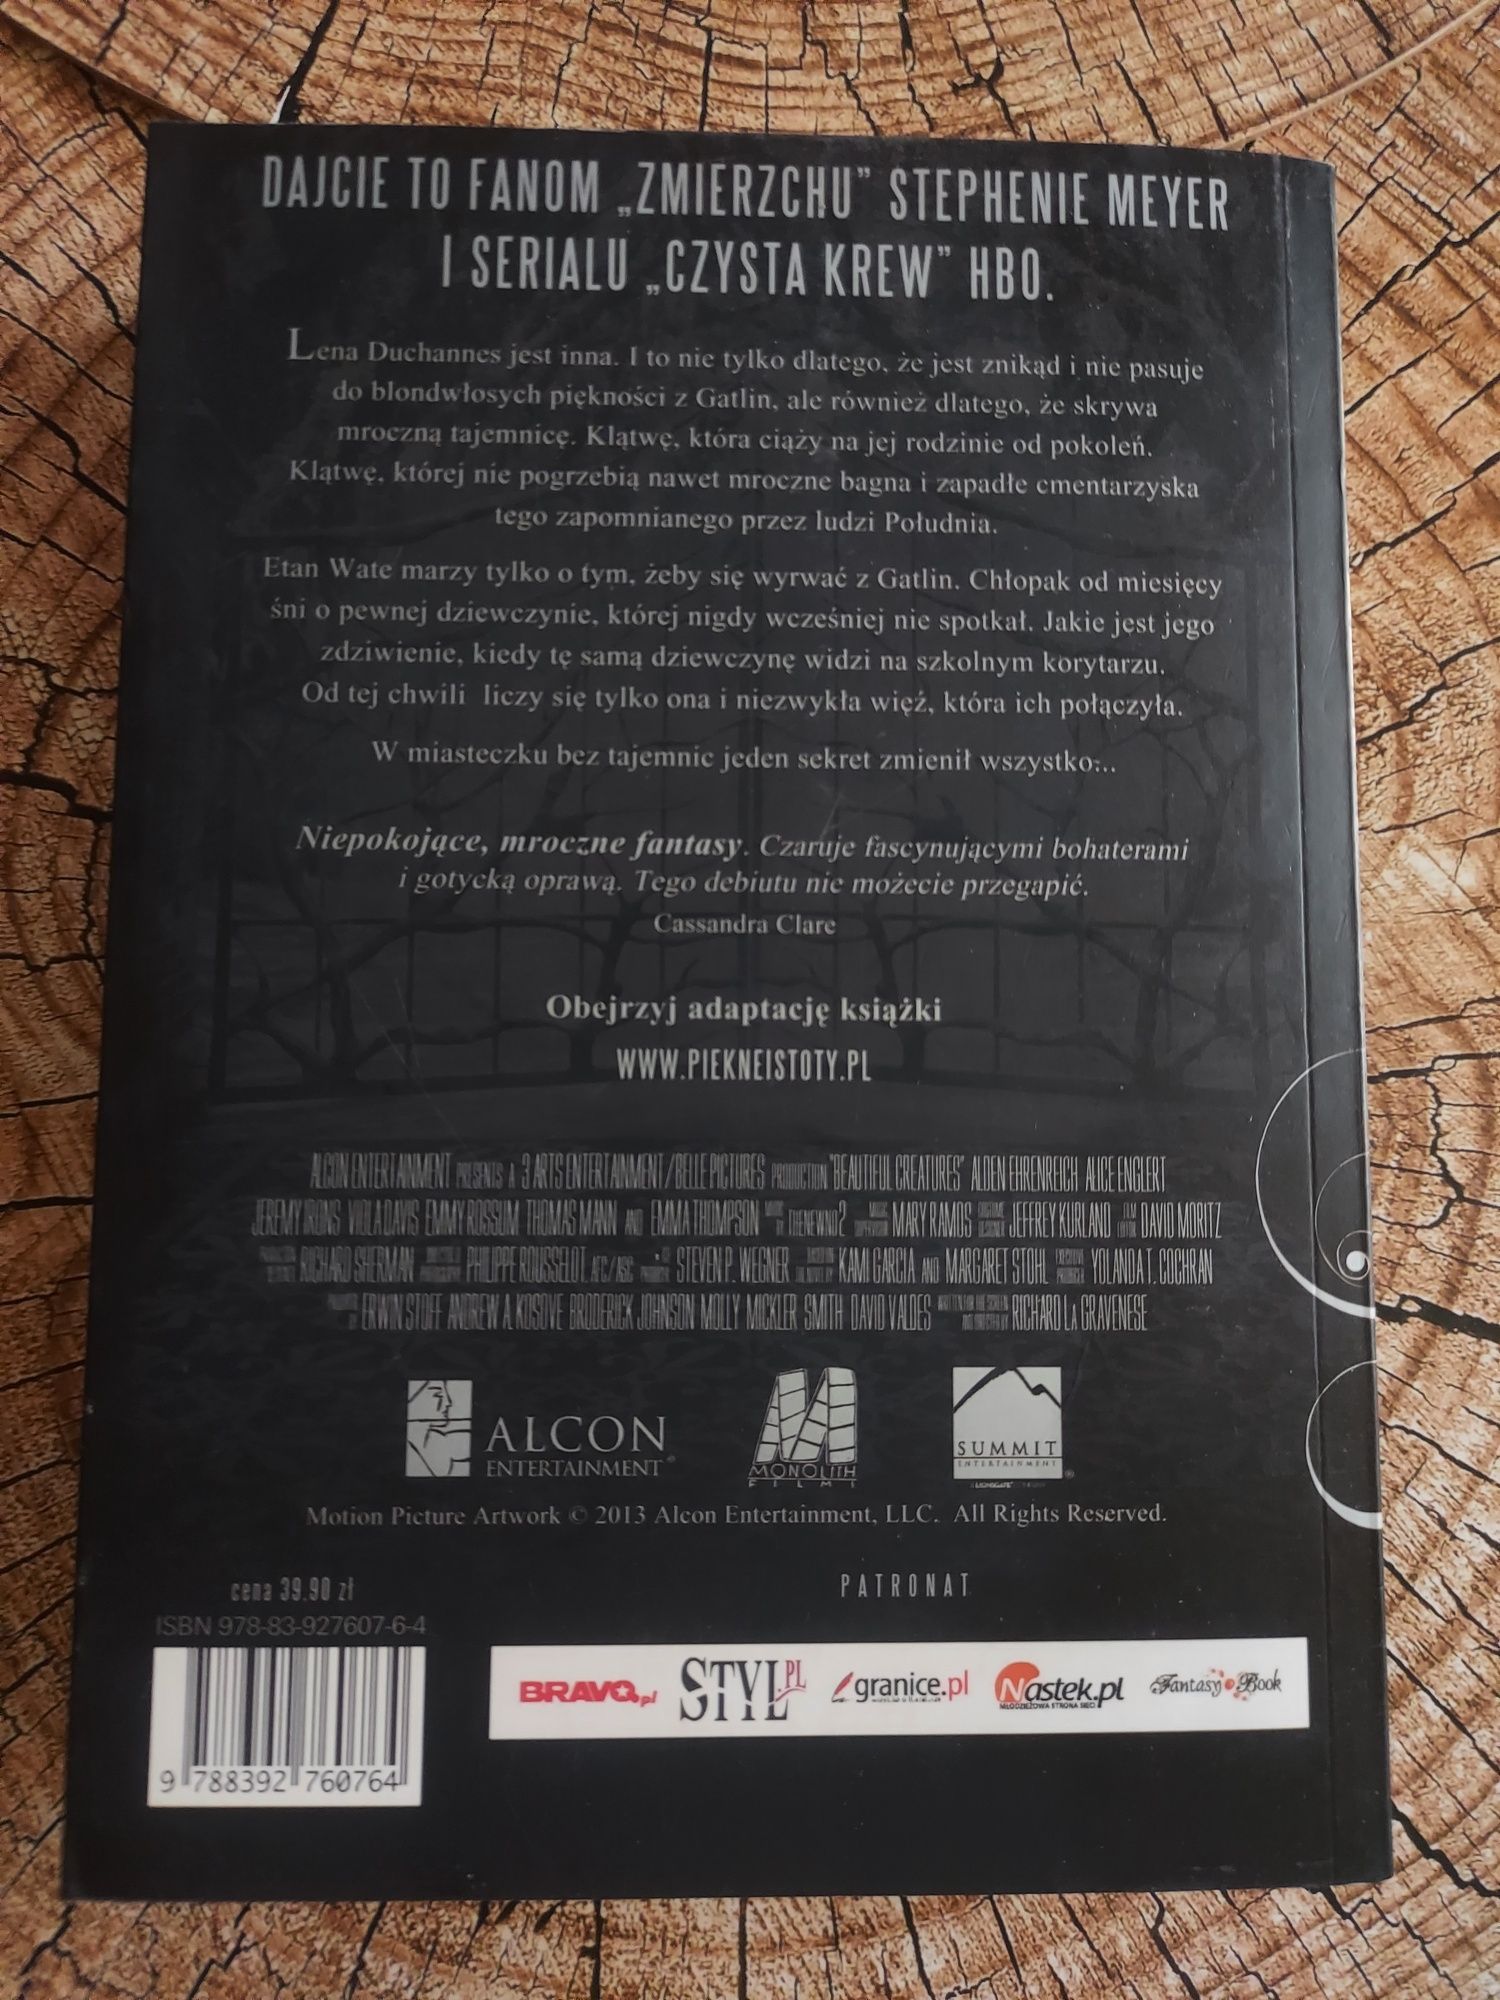 DAJCIE TO FANOM „ZMIERZCHU” STEPHENIE MEYER
I SERIALU „CZYSTA KREW” HBO.
Lena Duchannes jest inna. I to nie tylko dlatego, że jest znikąd i nie pasuje
do blondwłosych piękności z Gatlin, ale również dlatego, że skrywa
mroczną tajemnicę. Klątwę, która ciąży na jej rodzinie od pokoleń.
Klątwę, której nie pogrzebią nawet mroczne bagna i zapadłe cmentarzyska
tego zapomnianego przez ludzi Południa.
Etan Wate marzy tylko o tym, żeby się wyrwać z Gatlin. Chłopak od miesięcy
śni o pewnej dziewczynie, której nigdy wcześniej nie spotkał. Jakie jest jego
zdziwienie, kiedy tę samą dziewczynę widzi na szkolnym korytarzu.
Od tej chwili liczy się tylko ona i niezwykła więź, która ich połączyła.
W miasteczku bez tajemnic jeden sekret zmienił wszystko...
Niepokojące, mroczne fantasy. Czaruje fascynującymi bohaterami
i gotycką oprawą. Tego debiutu nie możecie przegapić.
Cassandra Clare
Obejrzyj adaptację książki
WWW.PIEKNEISTOTY.PL
ALCON ENTERTAINMENT PRESENTS A 3 ARTS ENTERTAINMENT/BELLE PICTURES PRODUCTION "BEAUTIFUL CREATURES" ALDEN EHRENREICH ALICE ENGLERT
JEREMY IRONS VIOLA DAVIS EMMY ROSSUM THOMAS MANN AND EMMA THOMPSON THENEWNO2 MARY RAMOS JEFFREY KURLAND DAVID MORITZ
RICHARD SHERMAN PHILIPPE ROUSSELOT, AFC/ASC STEVEN P. WEGNER KAMI GARCIA AND MARGARET STOHL YOLANDA T. COCHRAN
ERWIN STOFF ANDREW A. KOSOVE BRODERICK JOHNSON MOLLY MICKLER SMITH DAVID VALDES RICHARD LA GRAVENESE
ALCON
ENTERTAINMENT
MONOLITH
FILMS
SUMMIT
ENTERTAINMENT
Motion Picture Artwork © 2013 Alcon Entertainment, LLC. All Rights Reserved.
cena 39.90 zł
PATRONAT
ISBN 978-83-927607-6-4
9 788392 760764
BRAVO.pl
STYL.PL
granice.pl
Nastek.pl
MŁODZIEŻOWA STRONA SIECI
Fantasy Book